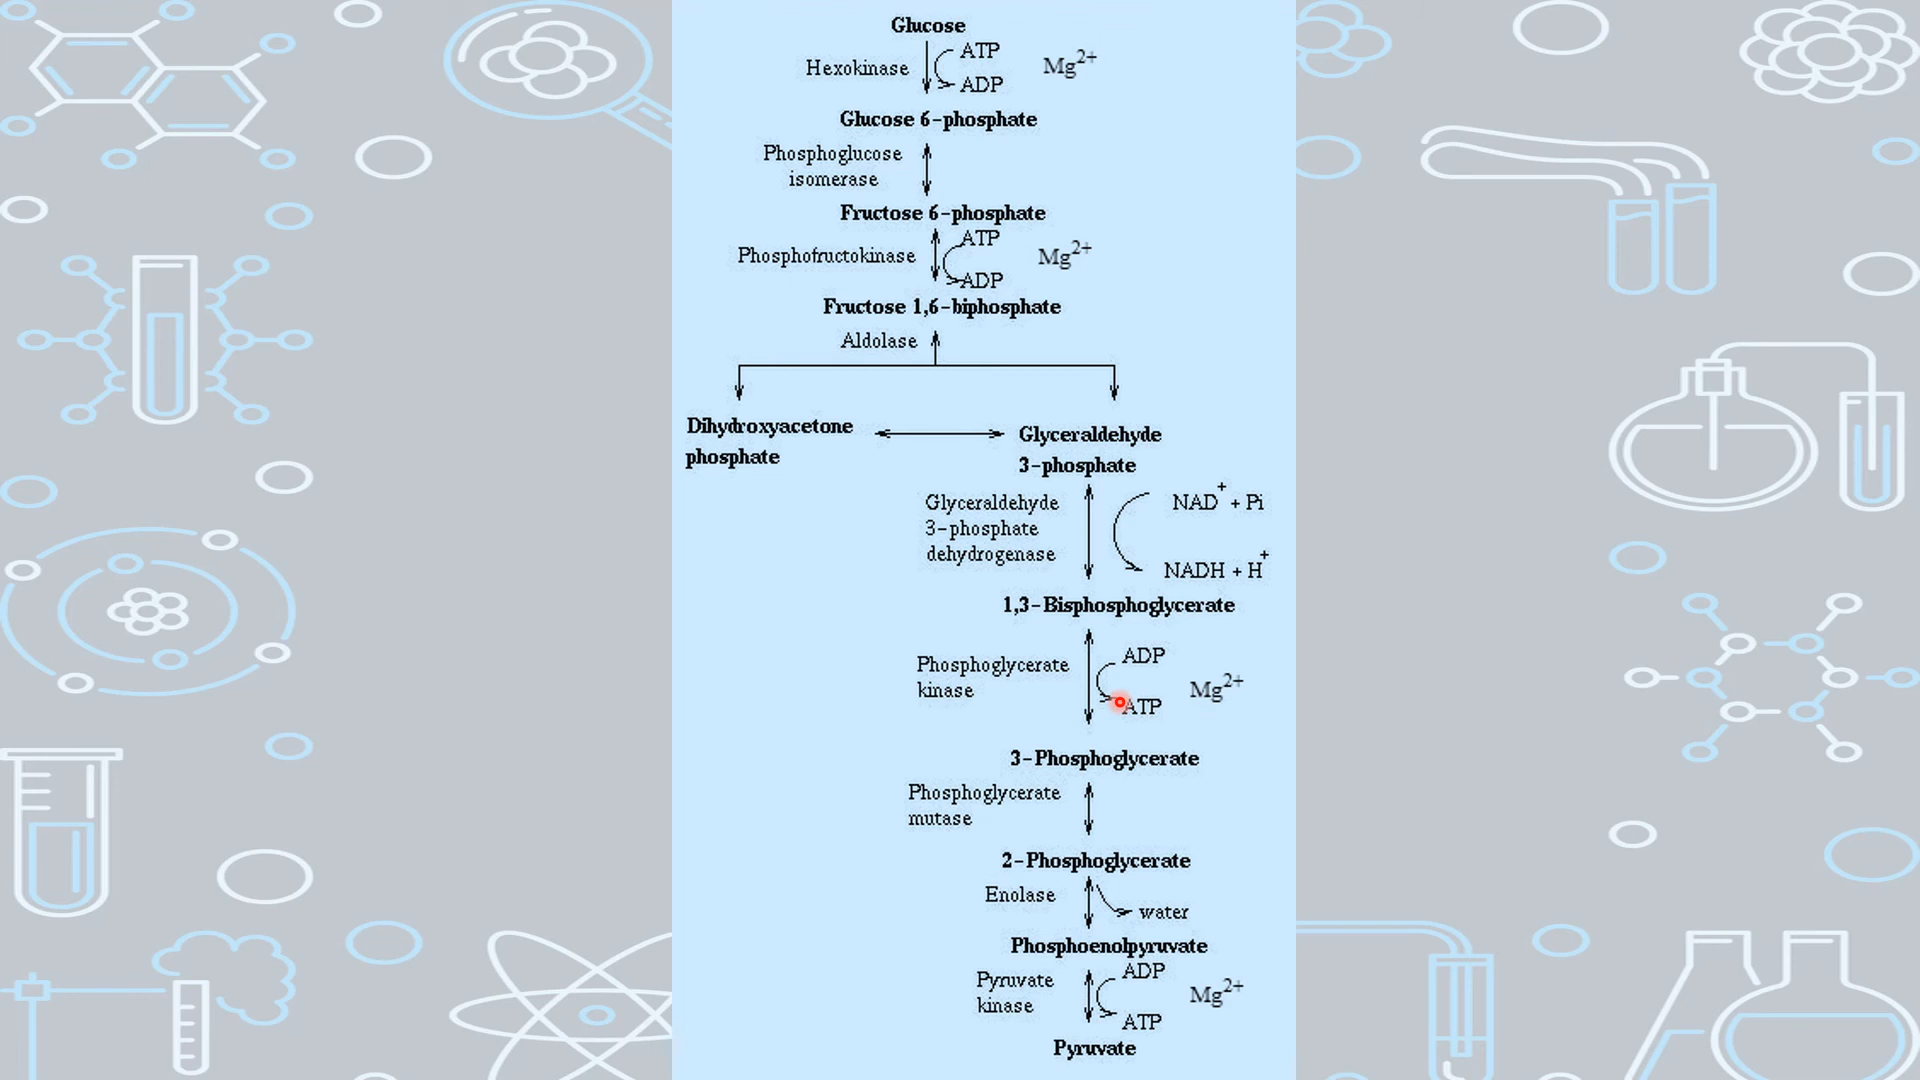 Glucose
ATP
Hexokinase
Mg2+
ADP
Glucose 6-phosphate
Phosphoglucose
isomerase
Fructose 6-phosphate
ATP
Phosphofructokinase
Mg2+
ADP
Fructose 1,6-biphosphate
Aldolase
Dihydroxyacetone
phosphate
Glyceraldehyde
3-phosphate
Glyceraldehyde
3-phosphate
dehydrogenase
NAD+ + Pi
NADH + H+
1,3-Bisphosphoglycerate
Phosphoglycerate
kinase
ADP
Mg2+
ATP
3-Phosphoglycerate
Phosphoglycerate
mutase
2-Phosphoglycerate
Enolase
water
Phosphoenolpyruvate
ADP
Pyruvate
kinase
Mg2+
ATP
Pyruvate